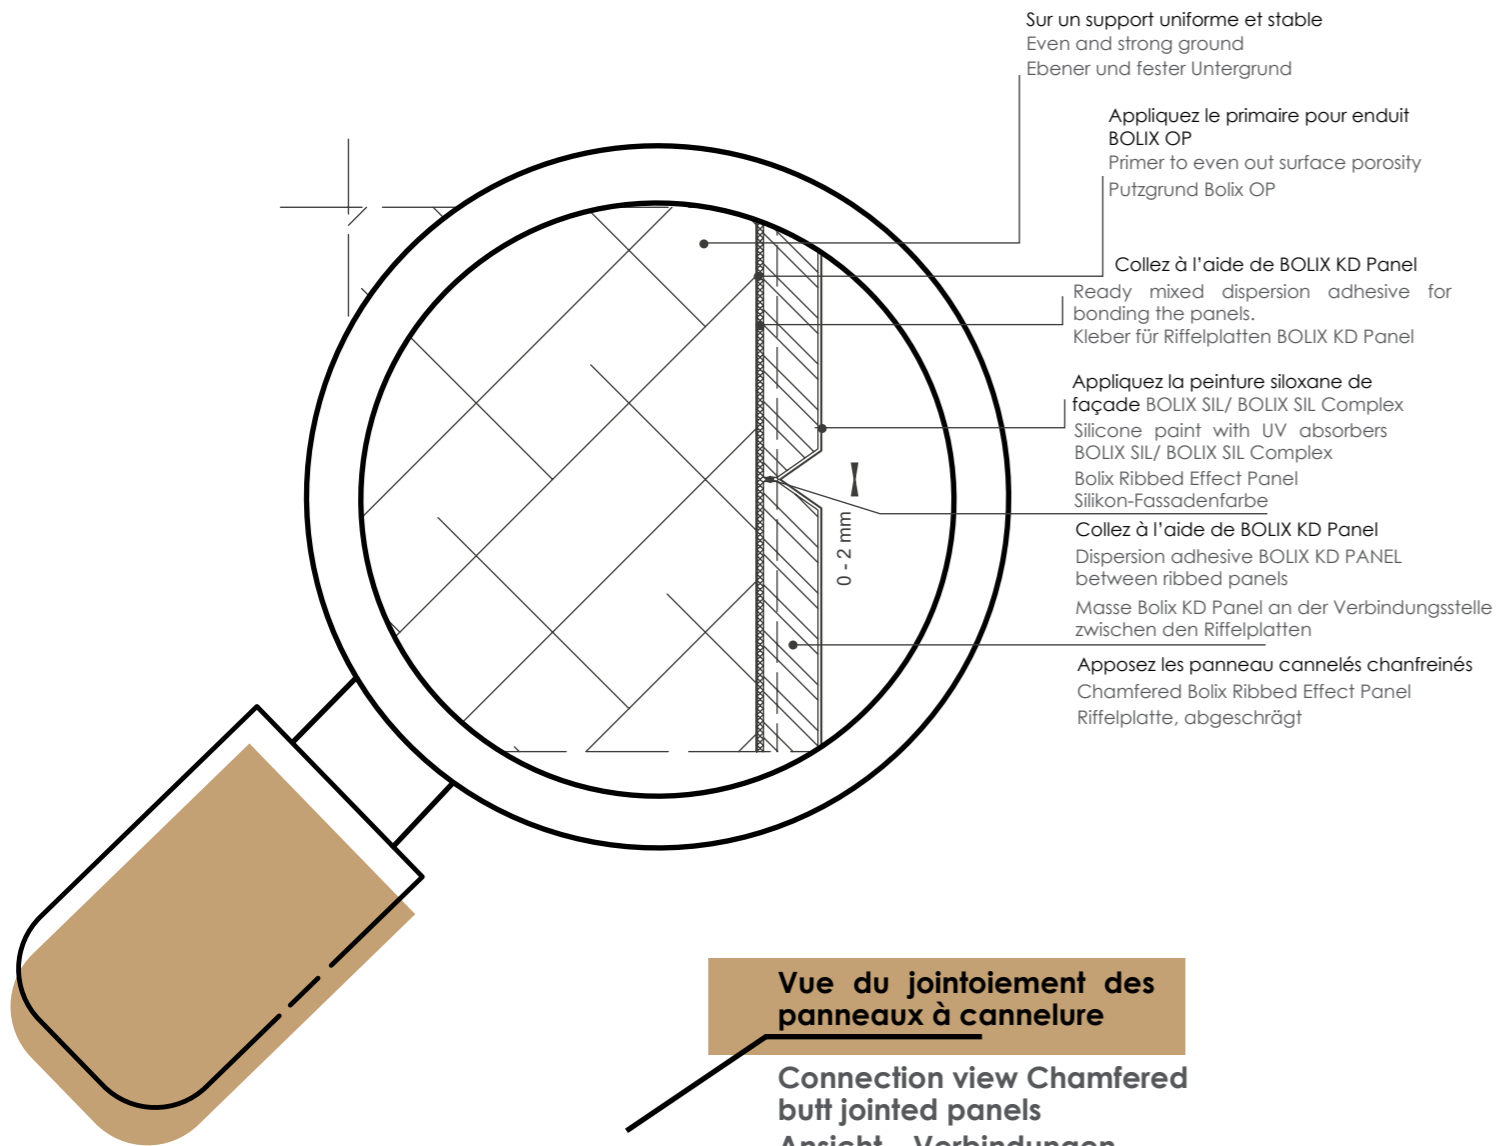 Sur un support uniforme et stable
Even and strong ground
Ebener und fester Untergrund
Appliquez le primaire pour enduit
BOLIX OP
Primer to even out surface porosity
Putzgrund Bolix OP
Collez à l'aide de BOLIX KD Panel
Ready mixed dispersion adhesive for
bonding the panels.
Kleber für Riffelplatten BOLIX KD Panel
Appliquez la peinture siloxane de
façade BOLIX SIL/ BOLIX SIL Complex
Silicone paint with UV absorbers
BOLIX SIL/ BOLIX SIL Complex
Bolix Ribbed Effect Panel
Silikon-Fassadenfarbe
Collez à l'aide de BOLIX KD Panel
Dispersion adhesive BOLIX KD PANEL
between ribbed panels
Masse Bolix KD Panel an der Verbindungsstelle
zwischen den Riffelplatten
Apposez les panneau cannelés chanfreinés
Chamfered Bolix Ribbed Effect Panel
Riffelplatte, abgeschrägt
0 - 2 mm
Vue du jointoiement des
panneaux à cannelure
Connection view Chamfered
butt jointed panels
Ansicht Verbindungen